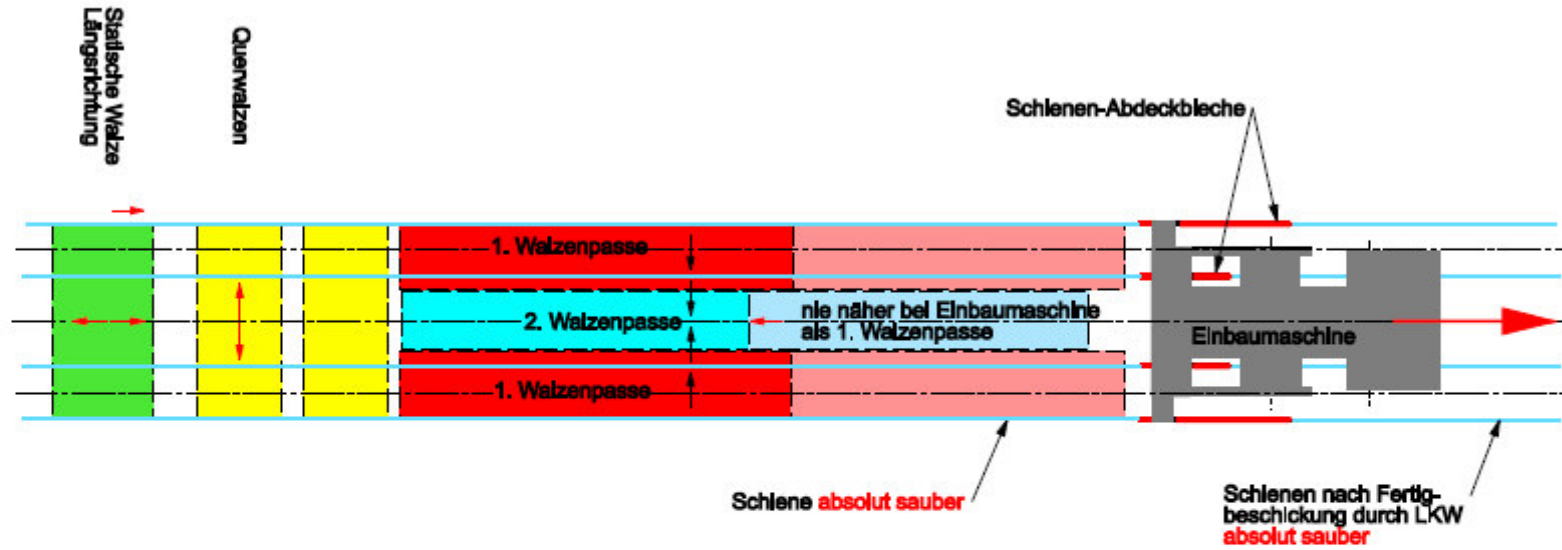 Statische Walze
Längsrichtung
Querwalzen
Schienen-Abdeckbleche
1. Walzenpasse
2. Walzenpasse
nie näher bei Einbaumaschine
als 1. Walzenpasse
Einbaumaschine
1. Walzenpasse
Schiene absolut sauber
Schienen nach Fertig-
beschickung durch LKW
absolut sauber